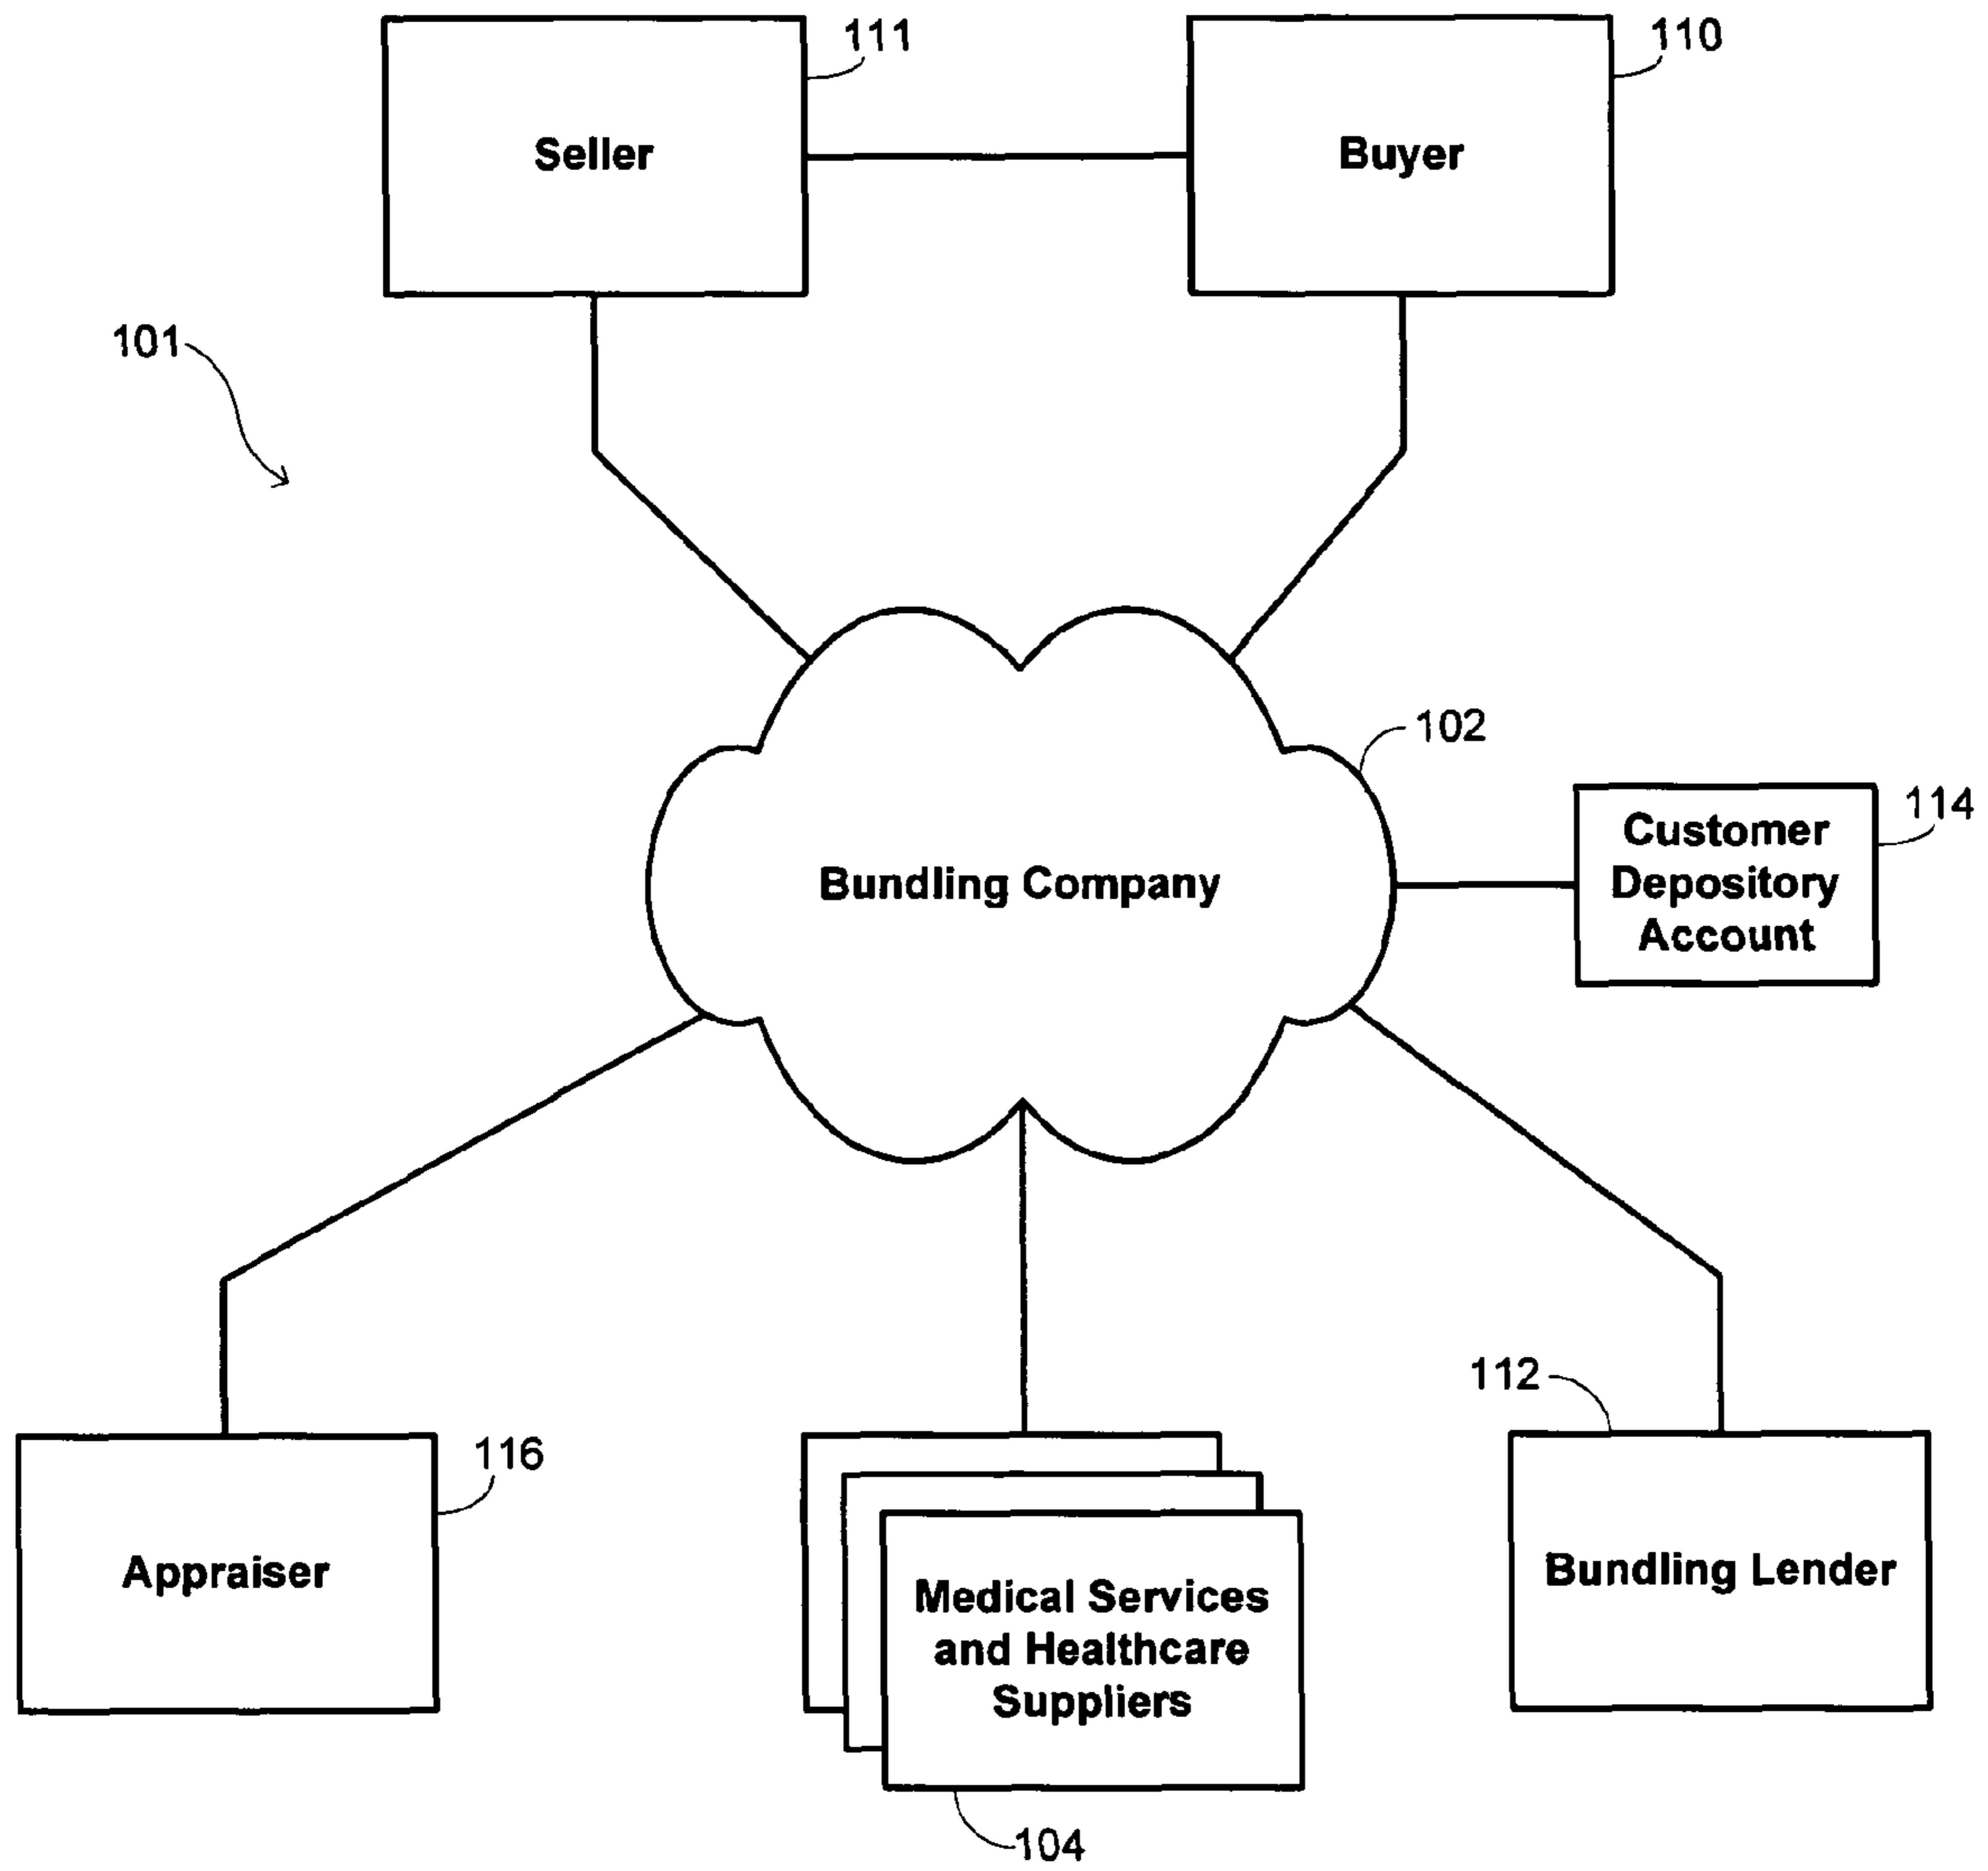 111
110
Seller
Buyer
101
102
114
Customer
Depository
Account
Bundling Company
112
116
Appraiser
Medical Services
and Healthcare
Suppliers
Bundling Lender
104